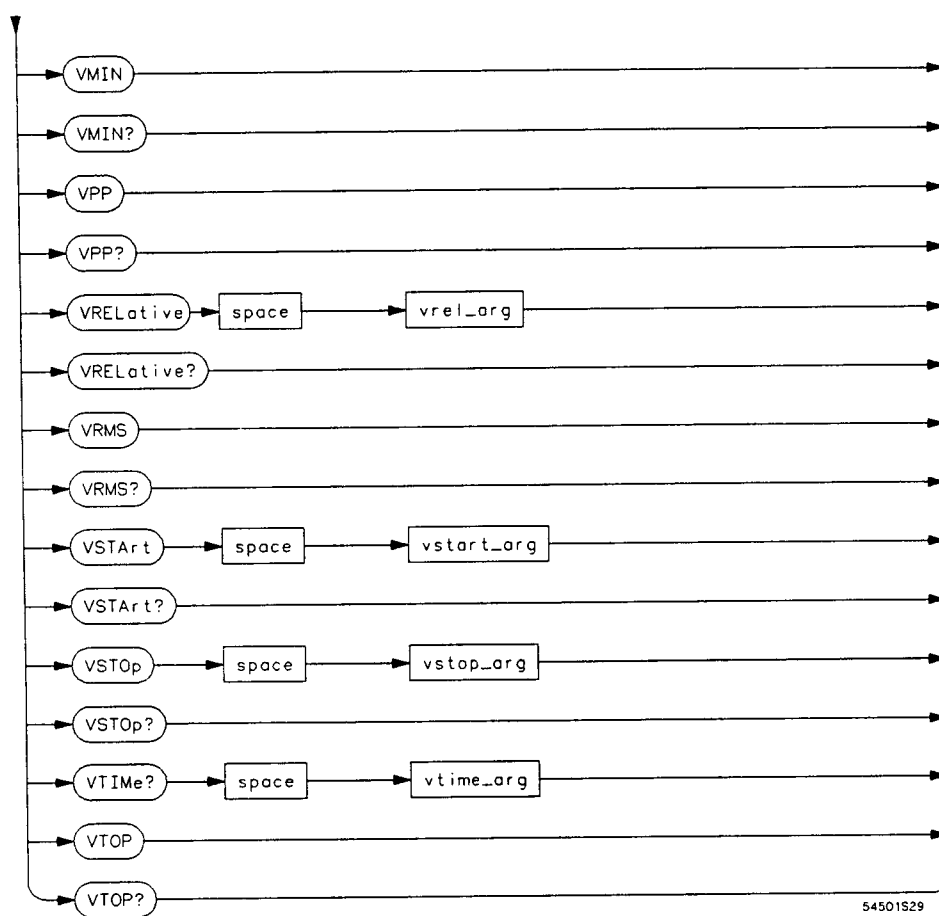 VMIN
VMIN?
VPP
VPP?
VRELative space vrel_arg
VRELative?
VRMS
VRMS?
VSTArt space vstart_arg
VSTArt?
VSTOp space vstop_arg
VSTOp?
VTIMe? space vtime_arg
VTOP
VTOP?
54501S29